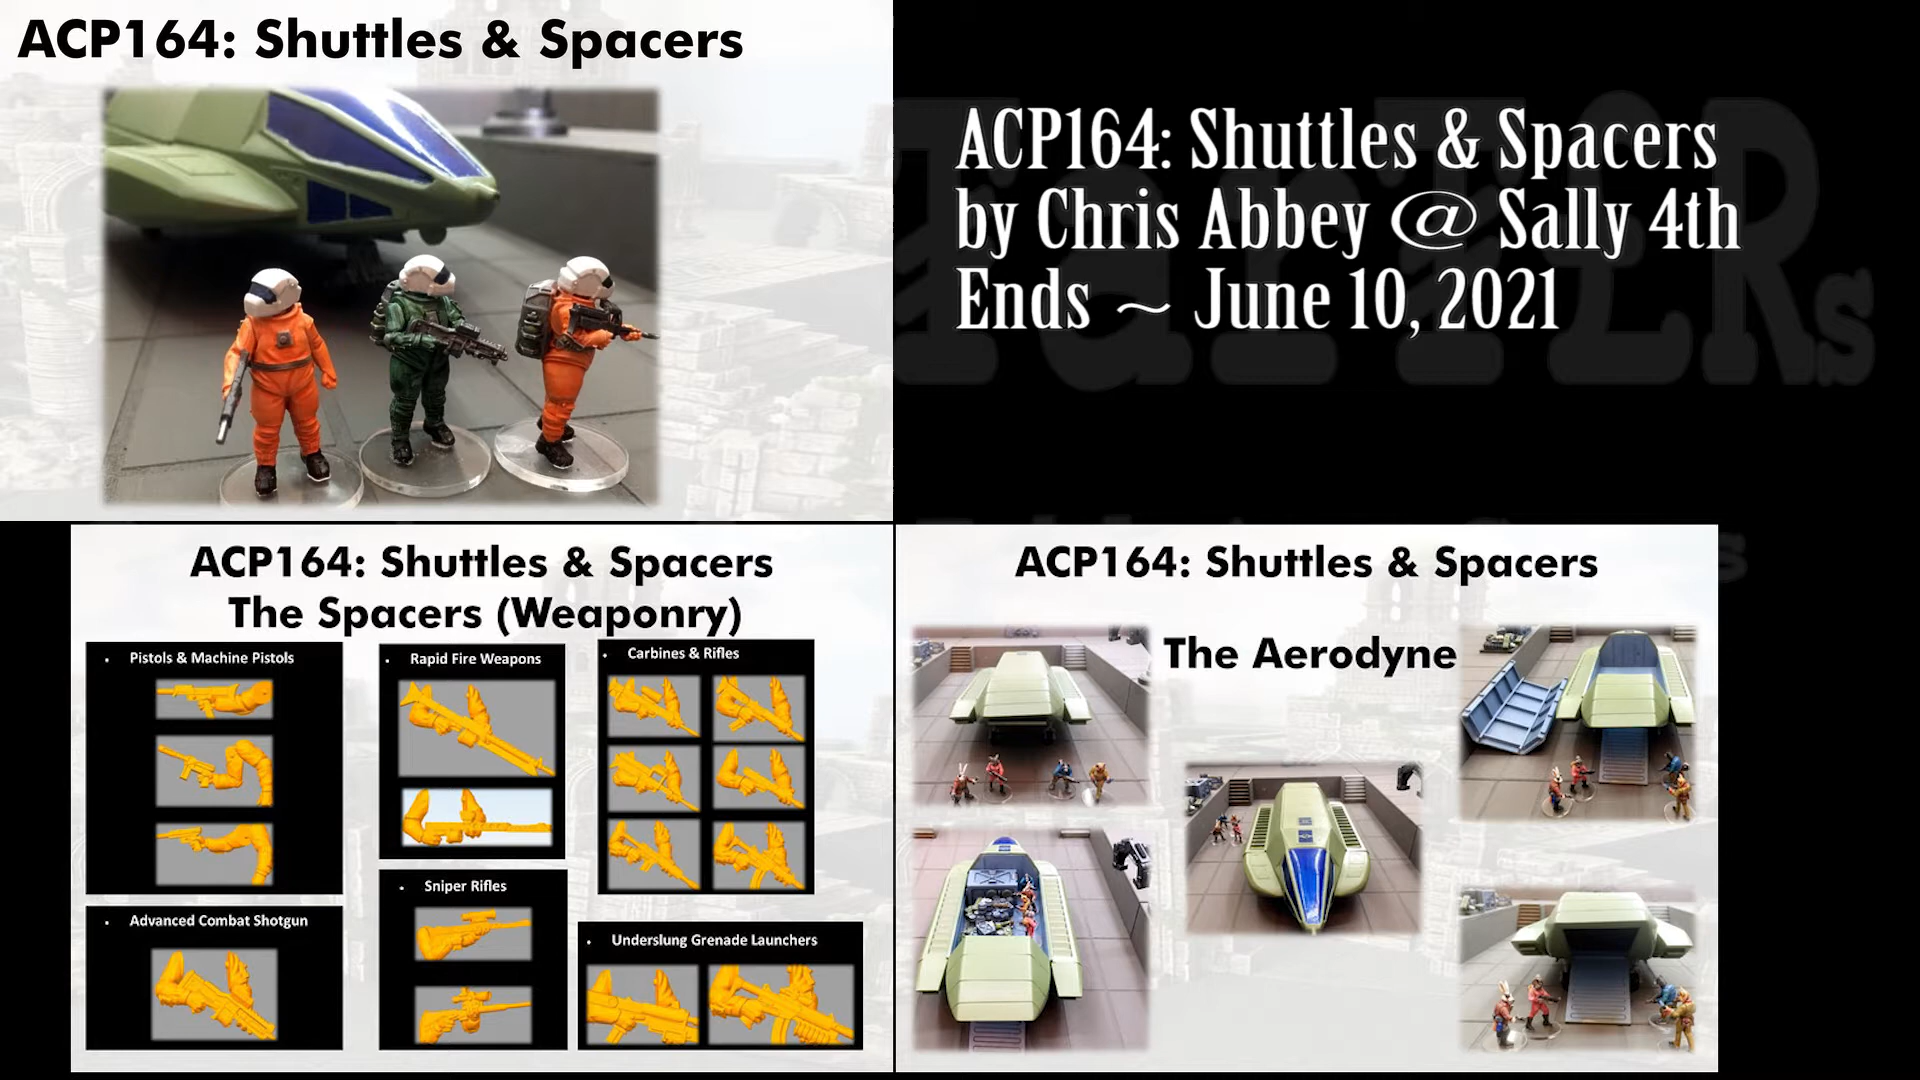 ACP164: Shuttles & Spacers
ACP164: Shuttles & Spacers
by Chris Abbey @ Sally 4th
Ends ~ June 10, 2021
ACP164: Shuttles & Spacers
The Spacers (Weaponry)
Pistols & Machine Pistols
Rapid Fire Weapons
Carbines & Rifles
Advanced Combat Shotgun
Sniper Rifles
Underslung Grenade Launchers
ACP164: Shuttles & Spacers
The Aerodyne